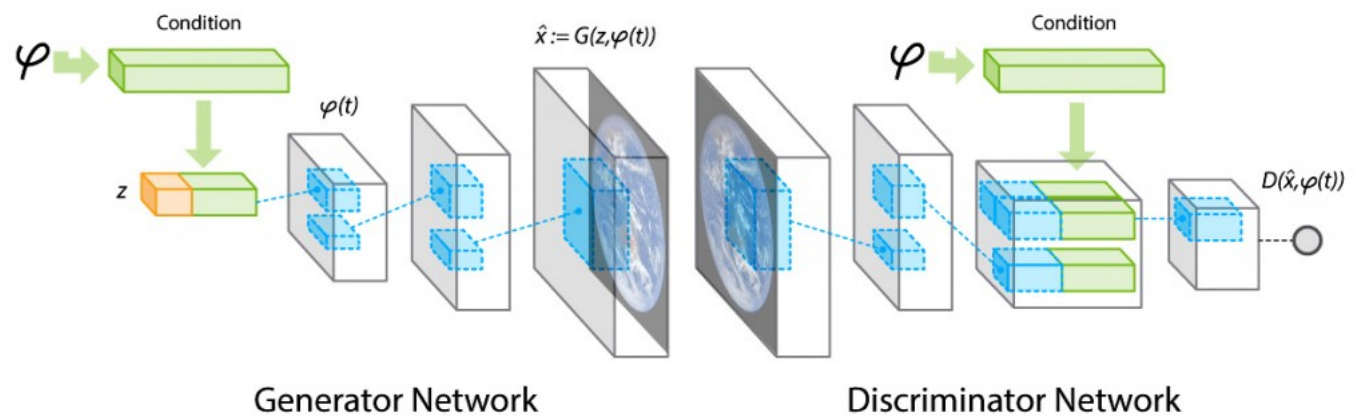 Condition
φ
φ(t)
z
x̂ := G(z,φ(t))
Generator Network
Condition
φ
D(x̂,φ(t))
Discriminator Network